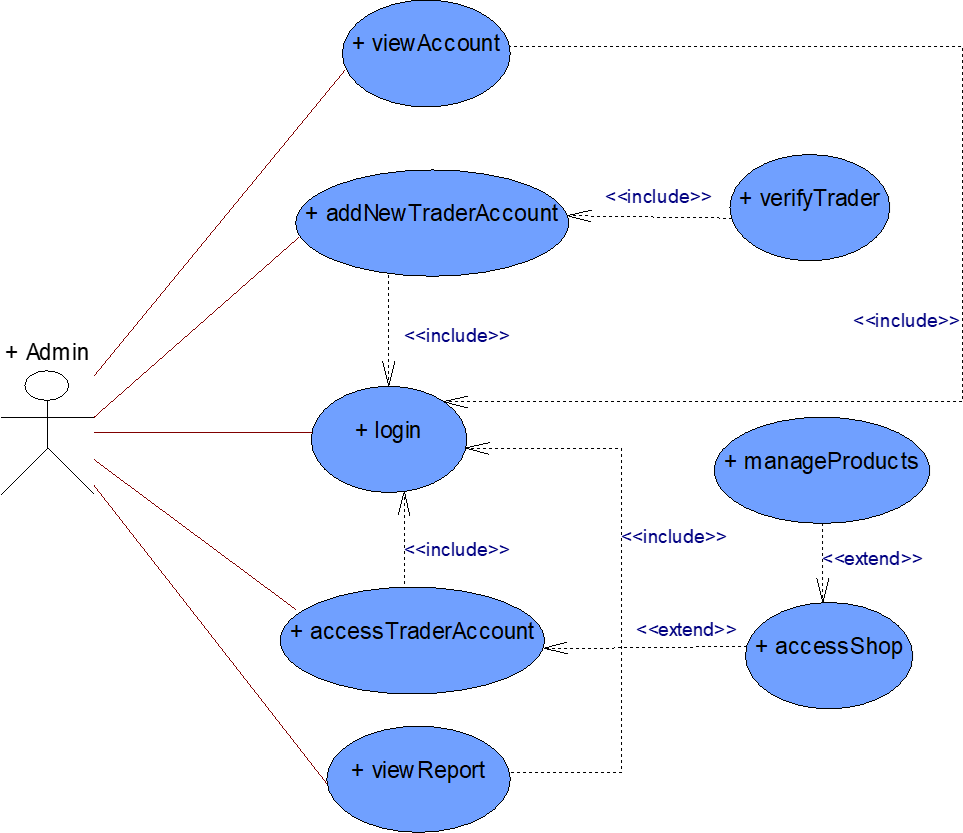 + viewAccount
+ addNewTraderAccount
<<include>>
+ verifyTrader
<<include>>
<<include>>
+ Admin
+ login
+ manageProducts
<<include>>
<<include>>
<<extend>>
+ accessTraderAccount
<<extend>>
+ accessShop
+ viewReport